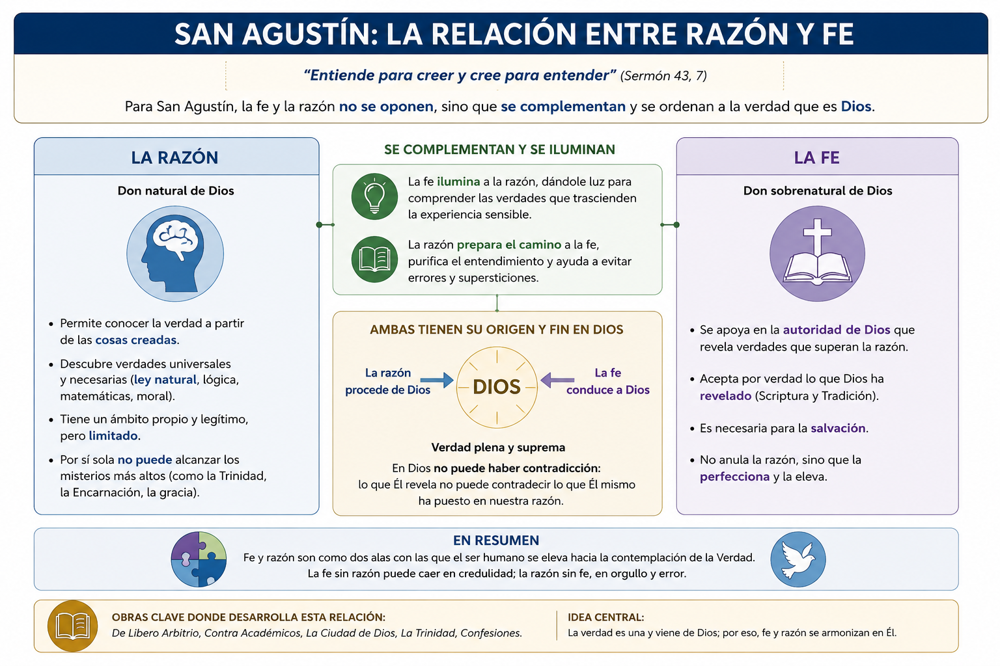 SAN AGUSTÍN: LA RELACIÓN ENTRE RAZÓN Y FE
“Entiende para creer y cree para entender” (Sermón 43, 7)
Para San Agustín, la fe y la razón no se oponen, sino que se complementan y se ordenan a la verdad que es Dios.
LA RAZÓN
Don natural de Dios
• Permite conocer la verdad a partir
de las cosas creadas.
• Descubre verdades universales
y necesarias (ley natural, lógica,
matemáticas, moral).
• Tiene un ámbito propio y legítimo,
pero limitado.
• Por sí sola no puede alcanzar los
misterios más altos (como la Trinidad,
la Encarnación, la gracia).
SE COMPLEMENTAN Y SE ILUMINAN
La fe ilumina a la razón, dándole luz para
comprender las verdades que trascienden
la experiencia sensible.
La razón prepara el camino a la fe,
purifica el entendimiento y ayuda a evitar
errores y supersticiones.
AMBAS TIENEN SU ORIGEN Y FIN EN DIOS
La razón
procede de Dios
DIOS
La fe
conduce a Dios
Verdad plena y suprema
En Dios no puede haber contradicción:
lo que Él revela no puede contradecir lo que Él mismo
ha puesto en nuestra razón.
LA FE
Don sobrenatural de Dios
• Se apoya en la autoridad de Dios que
revela verdades que superan la razón.
• Acepta por verdad lo que Dios ha
revelado (Scriptura y Tradición).
• Es necesaria para la salvación.
• No anula la razón, sino que la
perfecciona y la eleva.
EN RESUMEN
Fe y razón son como dos alas con las que el ser humano se eleva hacia la contemplación de la Verdad.
La fe sin razón puede caer en credulidad; la razón sin fe, en orgullo y error.
OBRAS CLAVE DONDE DESARROLLA ESTA RELACIÓN:
De Libero Arbitrio, Contra Académicos, La Ciudad de Dios, La Trinidad, Confesiones.
IDEA CENTRAL:
La verdad es una y viene de Dios; por eso, fe y razón se armonizan en Él.